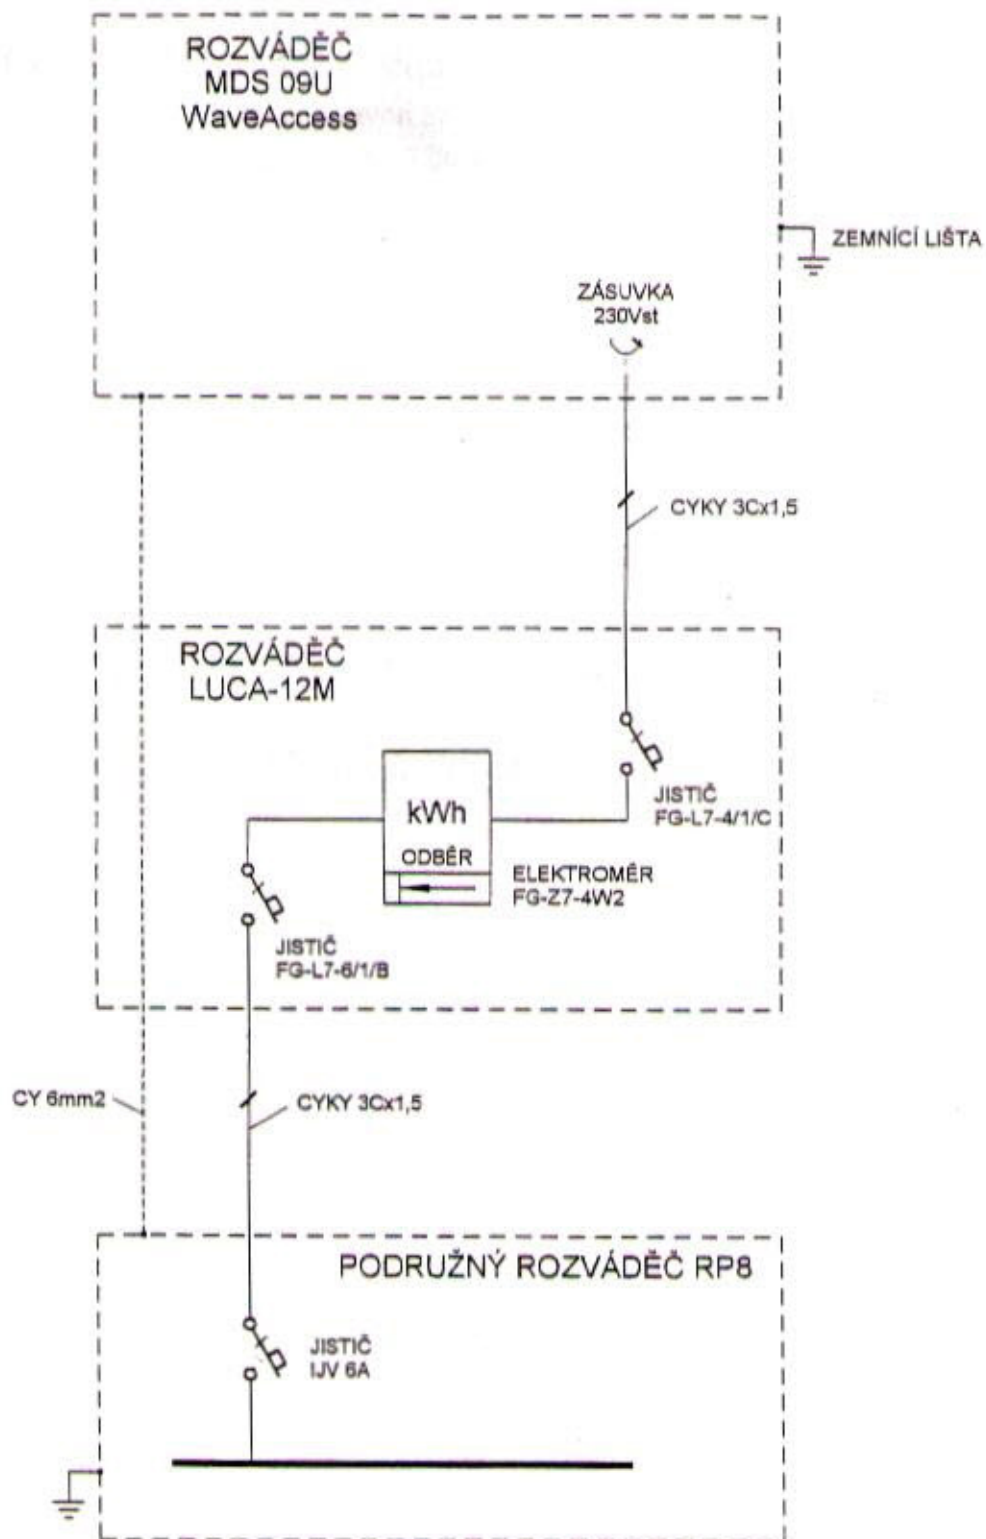 ROZVÁDĚČ
MDS 09U
WaveAccess
ZEMNÍCÍ LIŠTA
ZÁSUVKA
230Vst
CYKY 3Cx1,5
ROZVÁDĚČ
LUCA-12M
kWh
ODBĚR
JISTIČ
FG-L7-4/1/C
ELEKTROMĚR
FG-Z7-4W2
JISTIČ
FG-L7-6/1/B
CY 6mm2
CYKY 3Cx1,5
PODRUŽNÝ ROZVÁDĚČ RP8
JISTIČ
IJV 6A